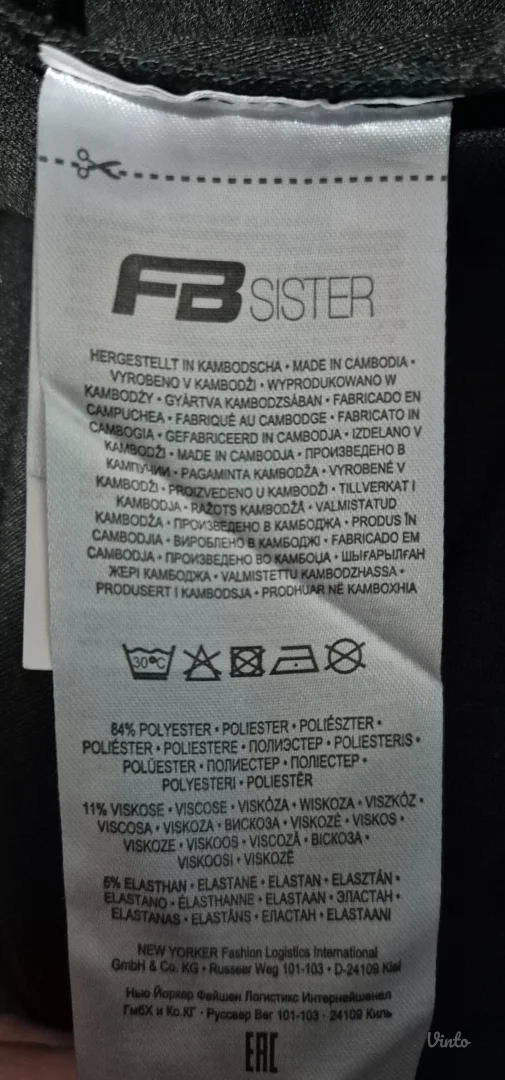 FB SISTER
HERGESTELLT IN KAMBODSCHA • MADE IN CAMBODIA •
VYROBENO V KAMBODŽI • WYPRODUKOWANO W
KAMBODŻY • GYÁRTVA KAMBODZSÁBAN • FABRICADO EN
CAMPUCHEA • FABRIQUÉ AU CAMBODGE • FABRICATO IN
CAMBOGIA • GEFABRICEERD IN CAMBODJA • IZDELANO V
KAMBODŽI • MADE IN CAMBODJA • ПРОИЗВЕДЕНО В
КАМПУЧИИ • PAGAMINTA KAMBODŽA • VYROBENÉ V
KAMBODŽI • PROIZVEDENO U KAMBODŽI • TILLVERKAT I
KAMBODJA • RAŽOTS KAMBODŽĀ • VALMISTATUD
KAMBODŽA • ПРОИЗВЕДЕНО В КАМБОДЖА • PRODUS ÎN
CAMBODJIA • ВИРОБЛЕНО В КАМБОДЖІ • FABRICADO EM
CAMBODJA • ПРОИЗВЕДЕНО ВО КАМБОЏА • ШЫҒАРЫЛҒАН
ЖЕРІ КАМБОДЖА • VALMISTETTU KAMBODZHASSA •
PRODUSERT I KAMBODSJA • PRODHUAR NË KAMBOXHIA
30°C
84% POLYESTER • POLIESTER • POLIÉSZTER •
POLIÉSTER • POLIESTERE • ПОЛИЭСТЕР • POLIESTERIS •
POLÜESTER • ПОЛИЕСТЕР • ПОЛІЕСТЕР •
POLYESTERI • POLIESTËR
11% VISKOSE • VISCOSE • VISKÓZA • WISKOZA • VISZKÓZ •
VISCOSA • VISKOZA • ВИСКОЗА • VISKOZĖ • VISKOS •
VISKOZE • VISKOOS • VISCOZĂ • ВІСКОЗА •
VISKOOSI • VISKOZË
5% ELASTHAN • ELASTANE • ELASTAN • ELASZTÁN •
ELASTANO • ÉLASTHANNE • ELASTAAN • ЭЛАСТАН •
ELASTANAS • ELASTĀNS • ЕЛАСТАН • ELASTAANI
NEW YORKER Fashion Logistics International
GmbH & Co. KG • Russeer Weg 101-103 • D-24109 Kiel
Нью Йоркер Фейшен Логистикс Интернейшенал
ГмбХ и Ко.КГ • Руссеер Вег 101-103 • 24109 Киль
EAC
Vinto